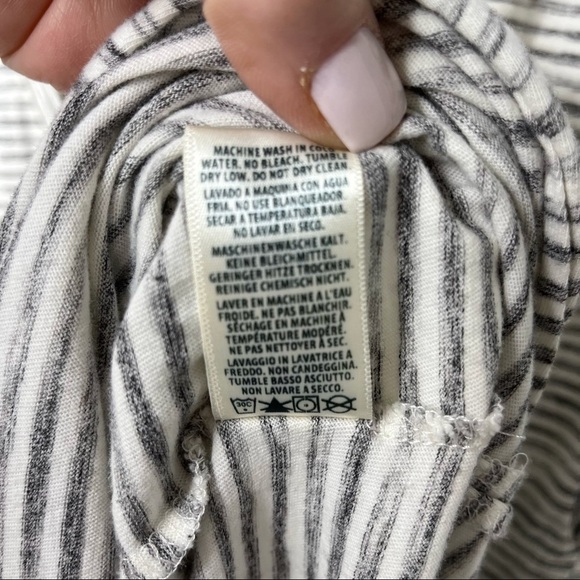 MACHINE WASH IN
WATER. NO BLEACH. TUMBLE
DRY LOW. DO NOT DRY CLEAN.
LAVADO A MAQUINA CON AGUA
FRIA. NO USE BLANQUEADOR.
SECAR A TEMPERATURA BAJA.
NO LAVAR EN SECO.
MASCHINENWASCHE KALT.
KEINE BLEICHMITTEL.
GERINGER HITZE TROCKNEN.
REINIGE CHEMISCH NICHT.
LAVER EN MACHINE A L'EAU
FROIDE. NE PAS BLANCHIR.
SÉCHAGE EN MACHINE À
TEMPÉRATURE MODÉRÉ.
NE PAS NETTOYER À SEC.
LAVAGGIO IN LAVATRICE A
FREDDO. NON CANDEGGINA.
TUMBLE BASSO ASCIUTTO.
NON LAVARE A SECCO.
30C